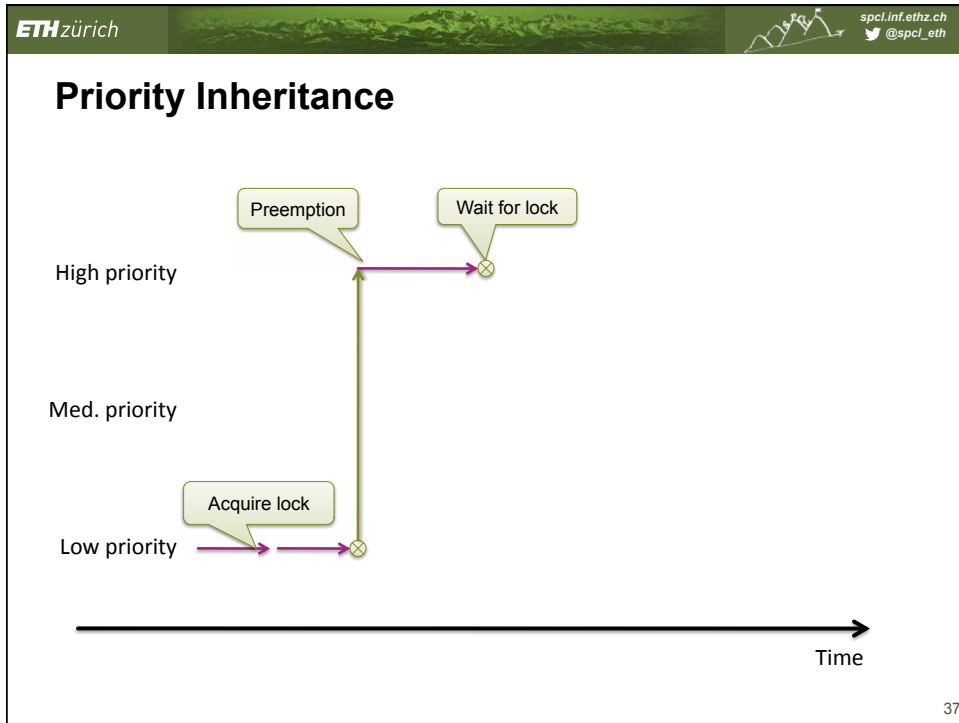 ETH zürich
spcl.inf.ethz.ch
@spcl_eth
Priority Inheritance
Preemption
Wait for lock
High priority
Med. priority
Acquire lock
Low priority
Time
37